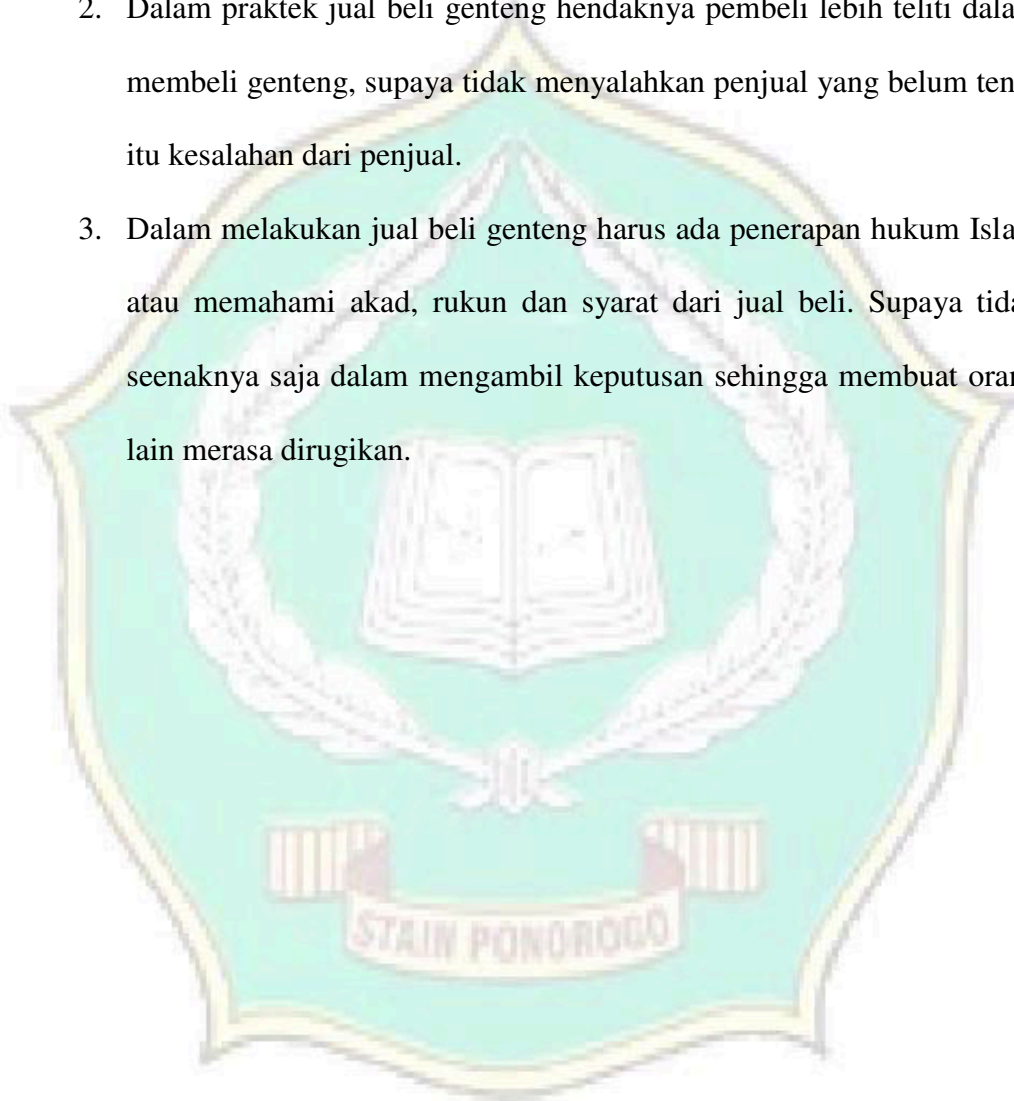 2. Dalam praktek jual beli genteng hendaknya pembeli lebih teliti dala
membeli genteng, supaya tidak menyalahkan penjual yang belum ten
itu kesalahan dari penjual.
3. Dalam melakukan jual beli genteng harus ada penerapan hukum Isla
atau memahami akad, rukun dan syarat dari jual beli. Supaya tida
seenaknya saja dalam mengambil keputusan sehingga membuat oran
lain merasa dirugikan.
STAIN PONOROGO